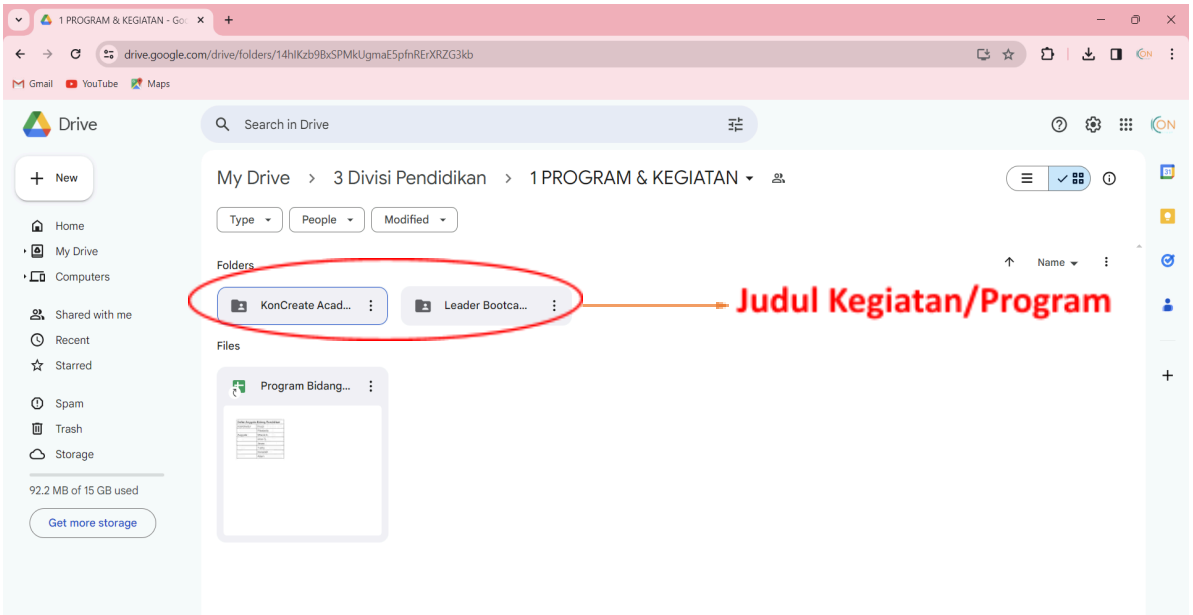 1 PROGRAM & KEGIATAN - Goo
drive.google.com/drive/folders/14hIKzb9BxSPMkUgmaE5pfnRErXRZG3kb
Gmail YouTube Maps
Drive
Search in Drive
New
My Drive > 3 Divisi Pendidikan > 1 PROGRAM & KEGIATAN
Type People Modified
Home
My Drive
Computers
Shared with me
Recent
Starred
Spam
Trash
Storage
92.2 MB of 15 GB used
Get more storage
Folders
Name
KonCreate Acad...
Leader Bootca...
Judul Kegiatan/Program
Files
Program Bidang...
31